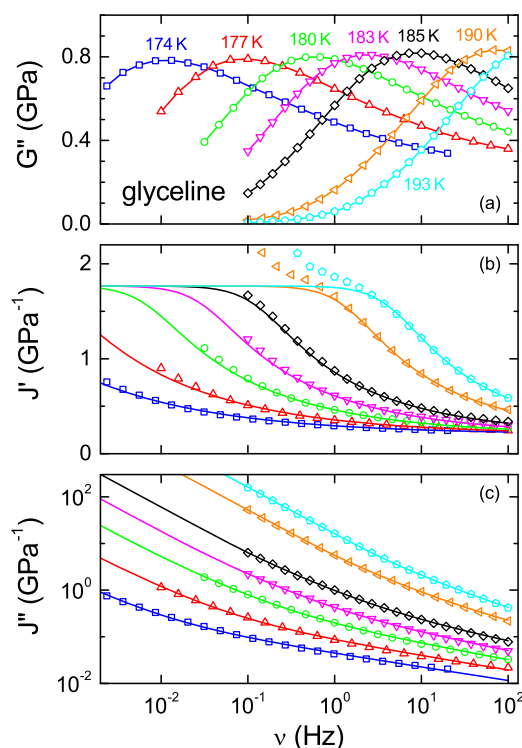 174 K 177 K 180 K 183 K 185 K 190 K
0.8
0.4
0.0
G'' (GPa)
glyceline
193 K
(a)
2
1
0
J' (GPa⁻¹)
(b)
10²
10⁰
10⁻²
J'' (GPa⁻¹)
(c)
10⁻² 10⁻¹ 10⁰ 10¹ 10²
ν (Hz)